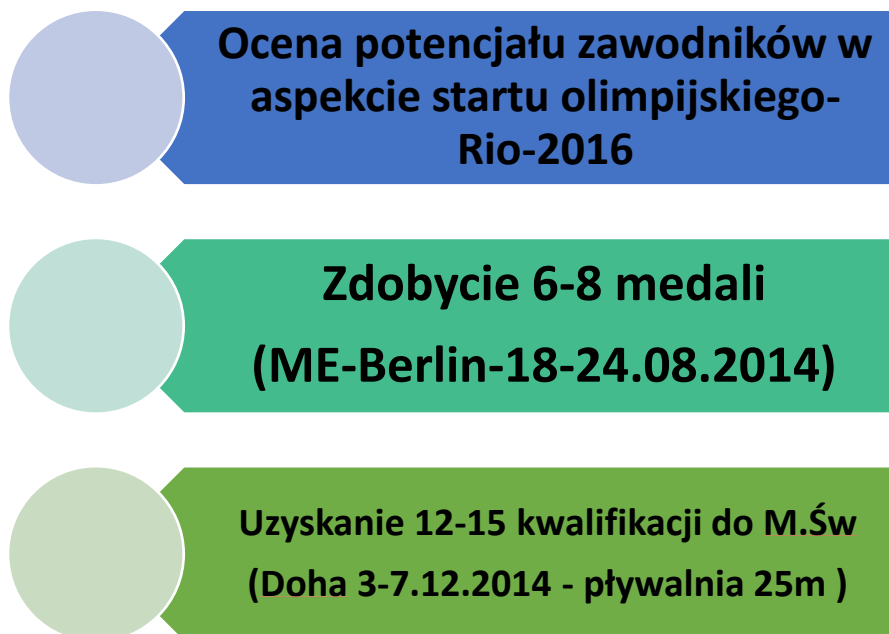 Ocena potencjału zawodników w
aspekcie startu olimpijskiego-
Rio-2016
Zdobycie 6-8 medali
(ME-Berlin-18-24.08.2014)
Uzyskanie 12-15 kwalifikacji do M.Św
(Doha 3-7.12.2014 - pływalnia 25m )